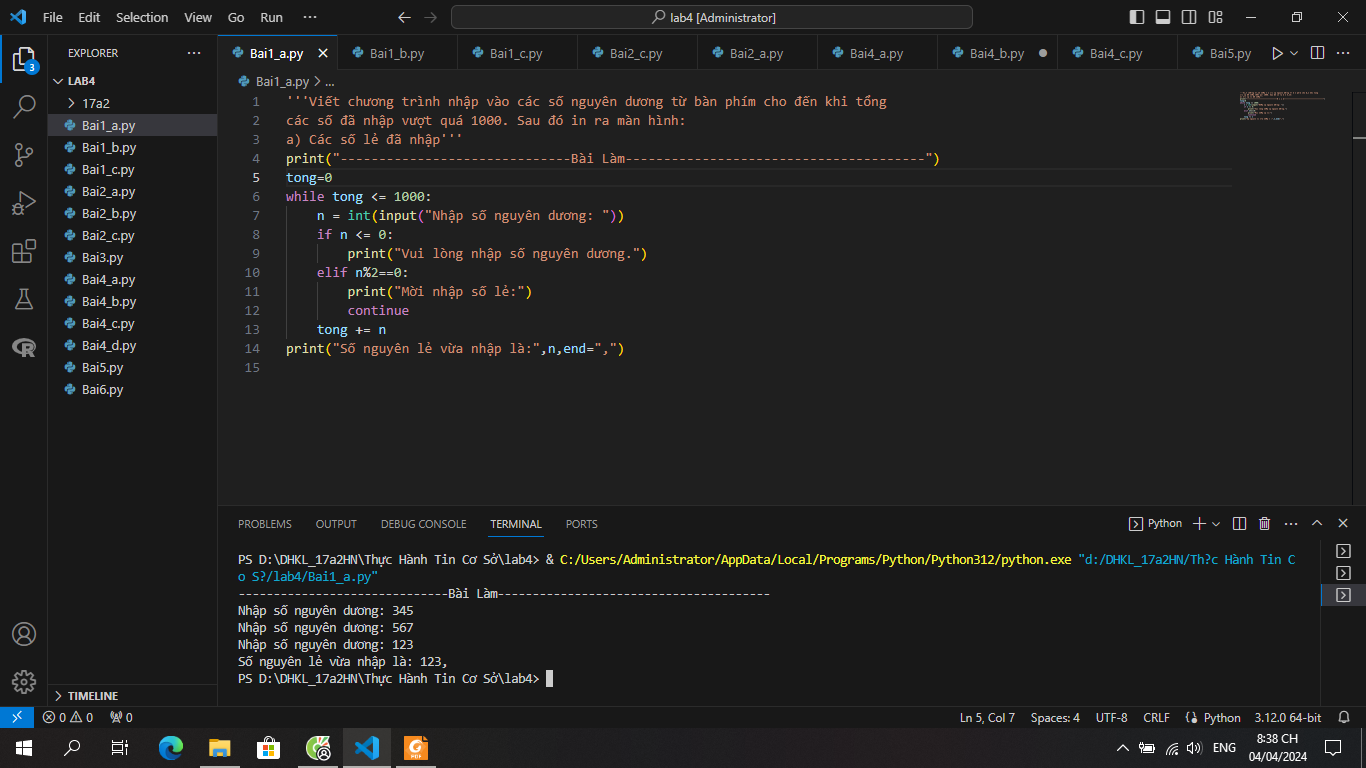 File Edit Selection View Go Run ··· lab4 [Administrator]
EXPLORER ···
LAB4
17a2
Bai1_a.py
Bai1_b.py
Bai1_c.py
Bai2_a.py
Bai2_b.py
Bai2_c.py
Bai3.py
Bai4_a.py
Bai4_b.py
Bai4_c.py
Bai4_d.py
Bai5.py
Bai6.py
TIMELINE
Bai1_a.py Bai1_b.py Bai1_c.py Bai2_c.py Bai2_a.py Bai4_a.py Bai4_b.py Bai4_c.py Bai5.py ···
Bai1_a.py > ...
1 '''Viết chương trình nhập vào các số nguyên dương từ bàn phím cho đến khi tổng
2 các số đã nhập vượt quá 1000. Sau đó in ra màn hình:
3 a) Các số lẻ đã nhập'''
4 print("------------------------------Bài Làm---------------------------------------")
5 tong=0
6 while tong <= 1000:
7 n = int(input("Nhập số nguyên dương: "))
8 if n <= 0:
9 print("Vui lòng nhập số nguyên dương.")
10 elif n%2==0:
11 print("Mời nhập số lẻ:")
12 continue
13 tong += n
14 print("Số nguyên lẻ vừa nhập là:",n,end=",")
15
PROBLEMS OUTPUT DEBUG CONSOLE TERMINAL PORTS Python ···
PS D:\DHKL_17a2HN\Thực Hành Tin Cơ Sở\lab4> & C:/Users/Administrator/AppData/Local/Programs/Python/Python312/python.exe "d:/DHKL_17a2HN/Th?c Hành Tin C
o S?/lab4/Bai1_a.py"
------------------------------Bài Làm---------------------------------------
Nhập số nguyên dương: 345
Nhập số nguyên dương: 567
Nhập số nguyên dương: 123
Số nguyên lẻ vừa nhập là: 123,
PS D:\DHKL_17a2HN\Thực Hành Tin Cơ Sở\lab4>
3
0 0 0 Ln 5, Col 7 Spaces: 4 UTF-8 CRLF Python 3.12.0 64-bit
ENG 8:38 CH
04/04/2024